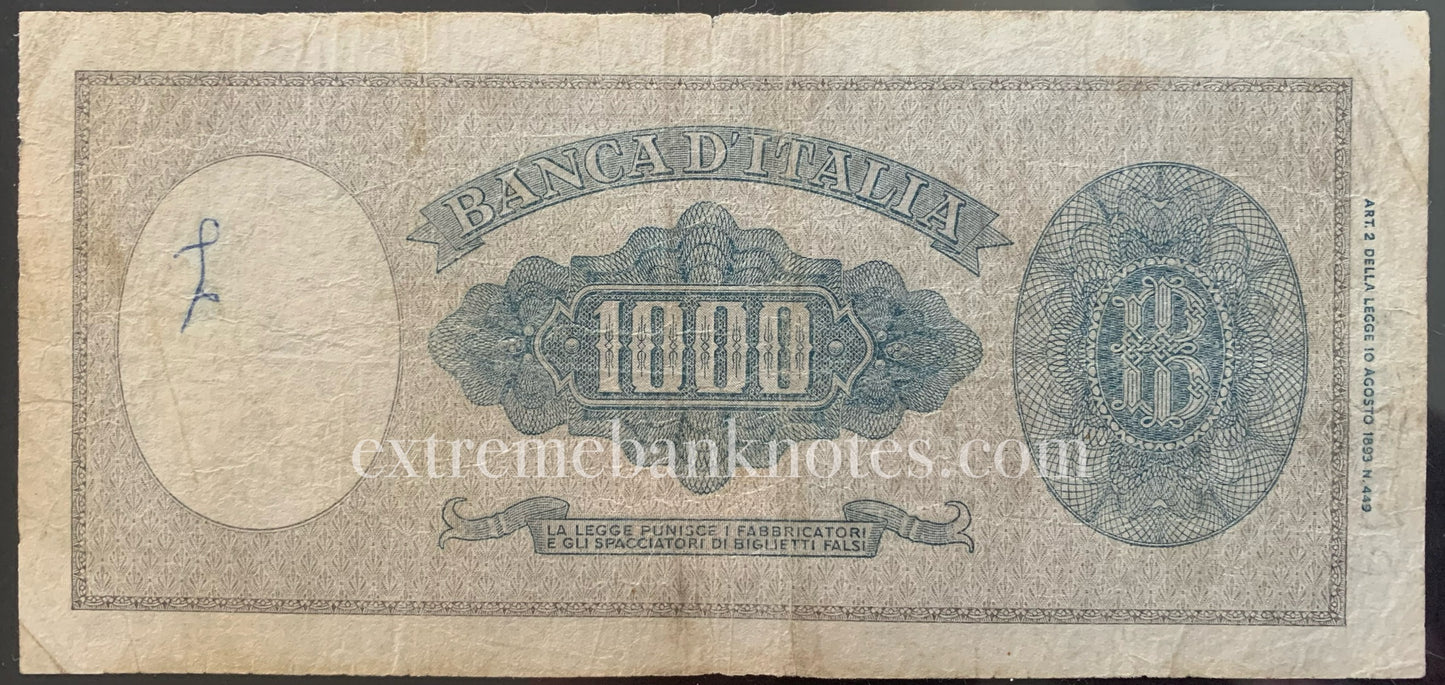 BANCA D'ITALIA
1000
extremebanknotes.com
LA LEGGE PUNISCE I FABBRICATORI
E GLI SPACCIATORI DI BIGLIETTI FALSI
ART. 2 DELLA LEGGE 10 AGOSTO 1893 N. 449